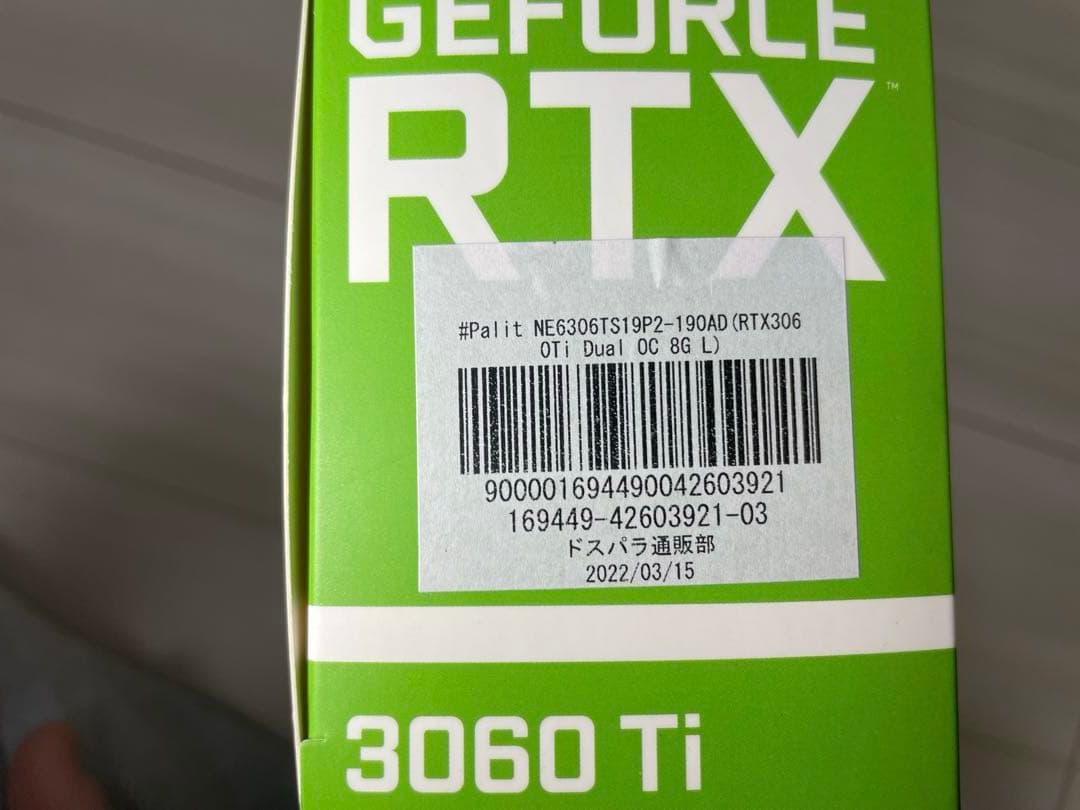 GEFORCE
RTX™
#Palit NE6306TS19P2-190AD(RTX306
0Ti Dual OC 8G L)
900001694490042603921
169449-42603921-03
ドスパラ通販部
2022/03/15
3060 Ti